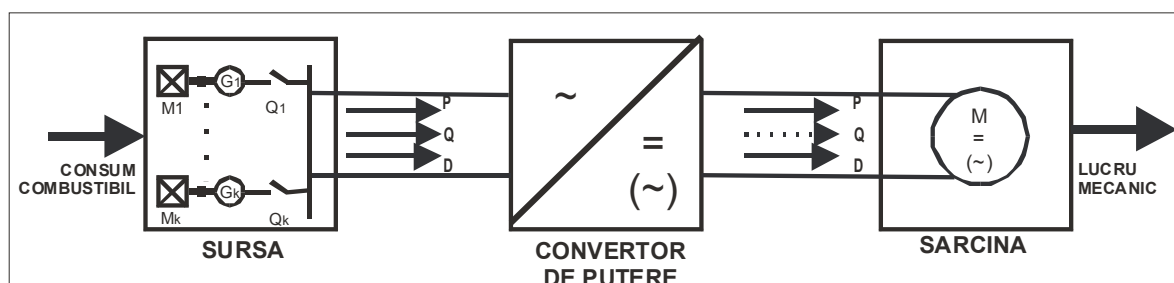 CONSUM
COMBUSTIBIL
M1
G1
Q1
Mk
Gk
Qk
SURSA
P
Q
D
~
=
(~)
CONVERTOR
DE PUTERE
P
Q
D
M
=
(~)
SARCINA
LUCRU
MECANIC